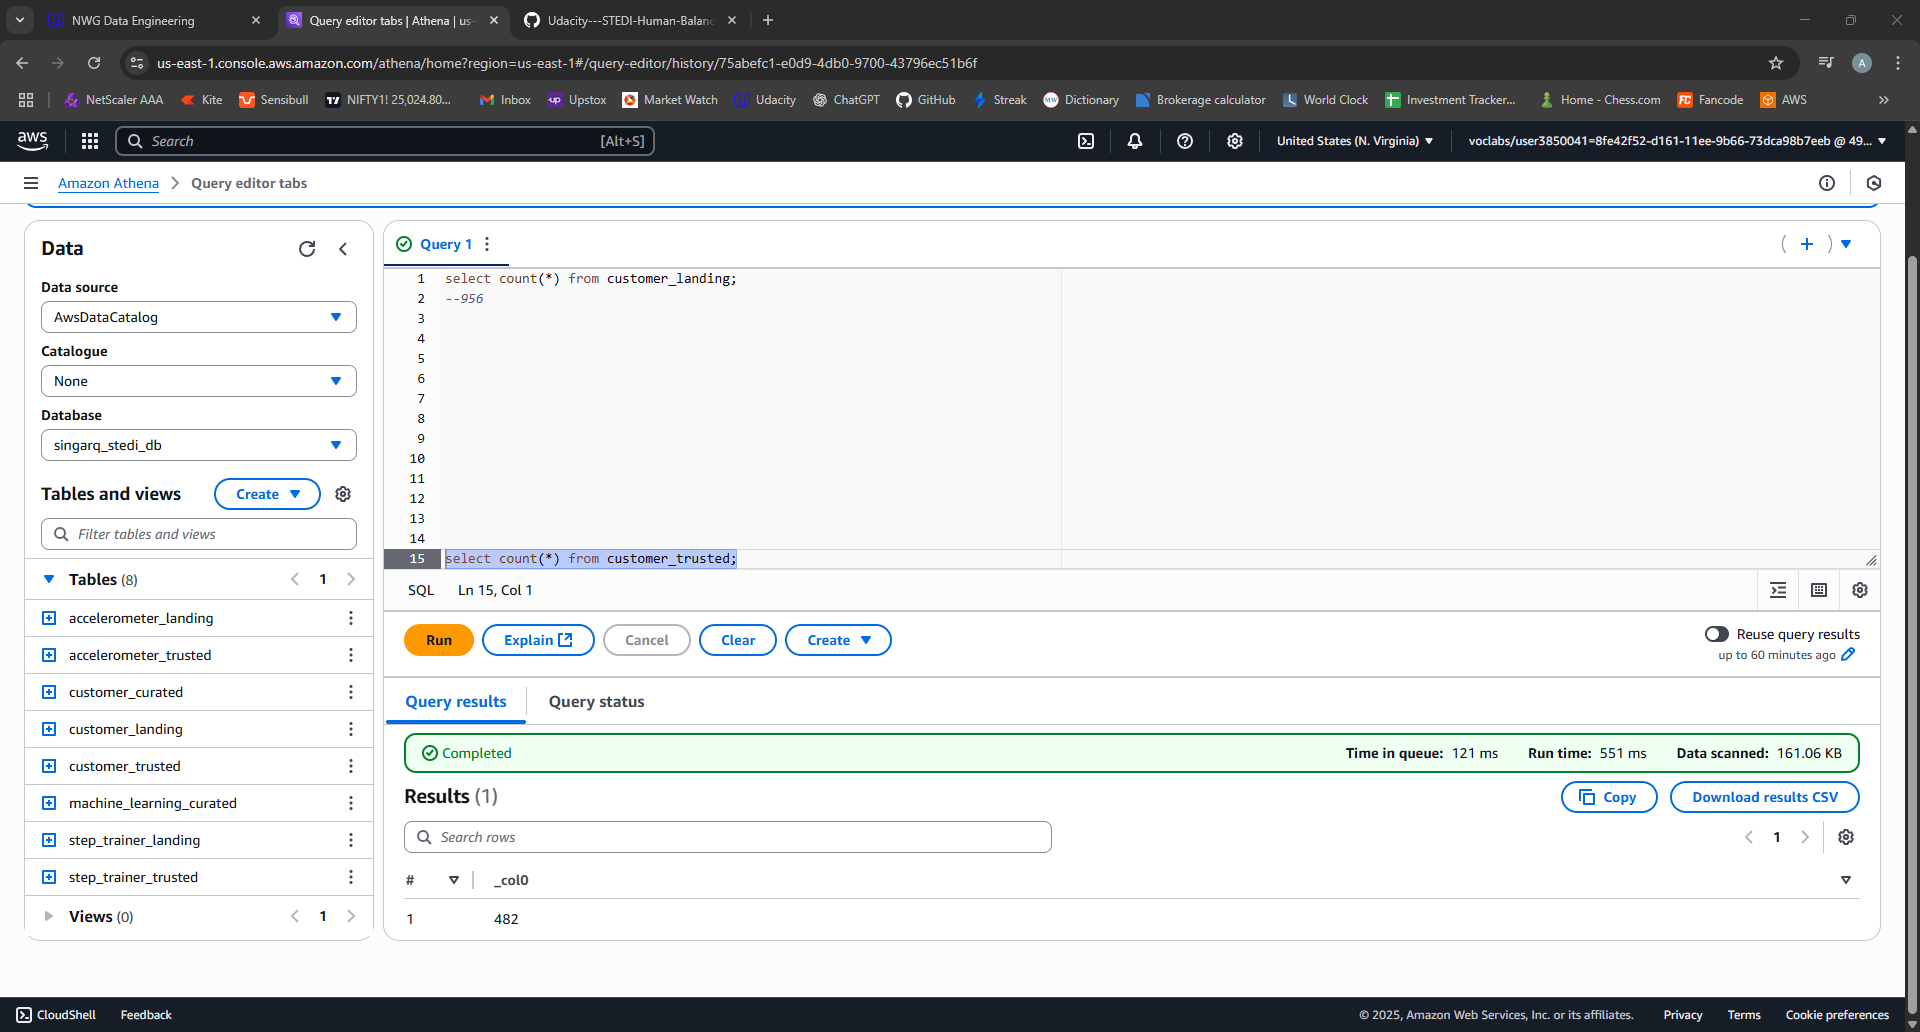 NWG Data Engineering
Query editor tabs | Athena | us-
Udacity---STEDI-Human-Balanc
us-east-1.console.aws.amazon.com/athena/home?region=us-east-1#/query-editor/history/75abefc1-e0d9-4db0-9700-43796ec51b6f
A
NetScaler AAA
Kite
Sensibull
NIFTY1! 25,024.80...
Inbox
Upstox
Market Watch
Udacity
ChatGPT
GitHub
Streak
Dictionary
Brokerage calculator
World Clock
Investment Tracker...
Home - Chess.com
Fancode
AWS
aws
Search
[Alt+S]
United States (N. Virginia)
voclabs/user3850041=8fe42f52-d161-11ee-9b66-73dca98b7eeb @ 49...
Amazon Athena
Query editor tabs
Data
Data source
AwsDataCatalog
Catalogue
None
Database
singarq_stedi_db
Tables and views
Create
Filter tables and views
Tables (8)
1
accelerometer_landing
accelerometer_trusted
customer_curated
customer_landing
customer_trusted
machine_learning_curated
step_trainer_landing
step_trainer_trusted
Views (0)
1
Query 1
1 select count(*) from customer_landing;
2 --956
3
4
5
6
7
8
9
10
11
12
13
14
15 select count(*) from customer_trusted;
SQL
Ln 15, Col 1
Run
Explain
Cancel
Clear
Create
Reuse query results
up to 60 minutes ago
Query results
Query status
Completed
Time in queue: 121 ms
Run time: 551 ms
Data scanned: 161.06 KB
Results (1)
Copy
Download results CSV
Search rows
1
# _col0
1 482
CloudShell
Feedback
© 2025, Amazon Web Services, Inc. or its affiliates.
Privacy
Terms
Cookie preferences